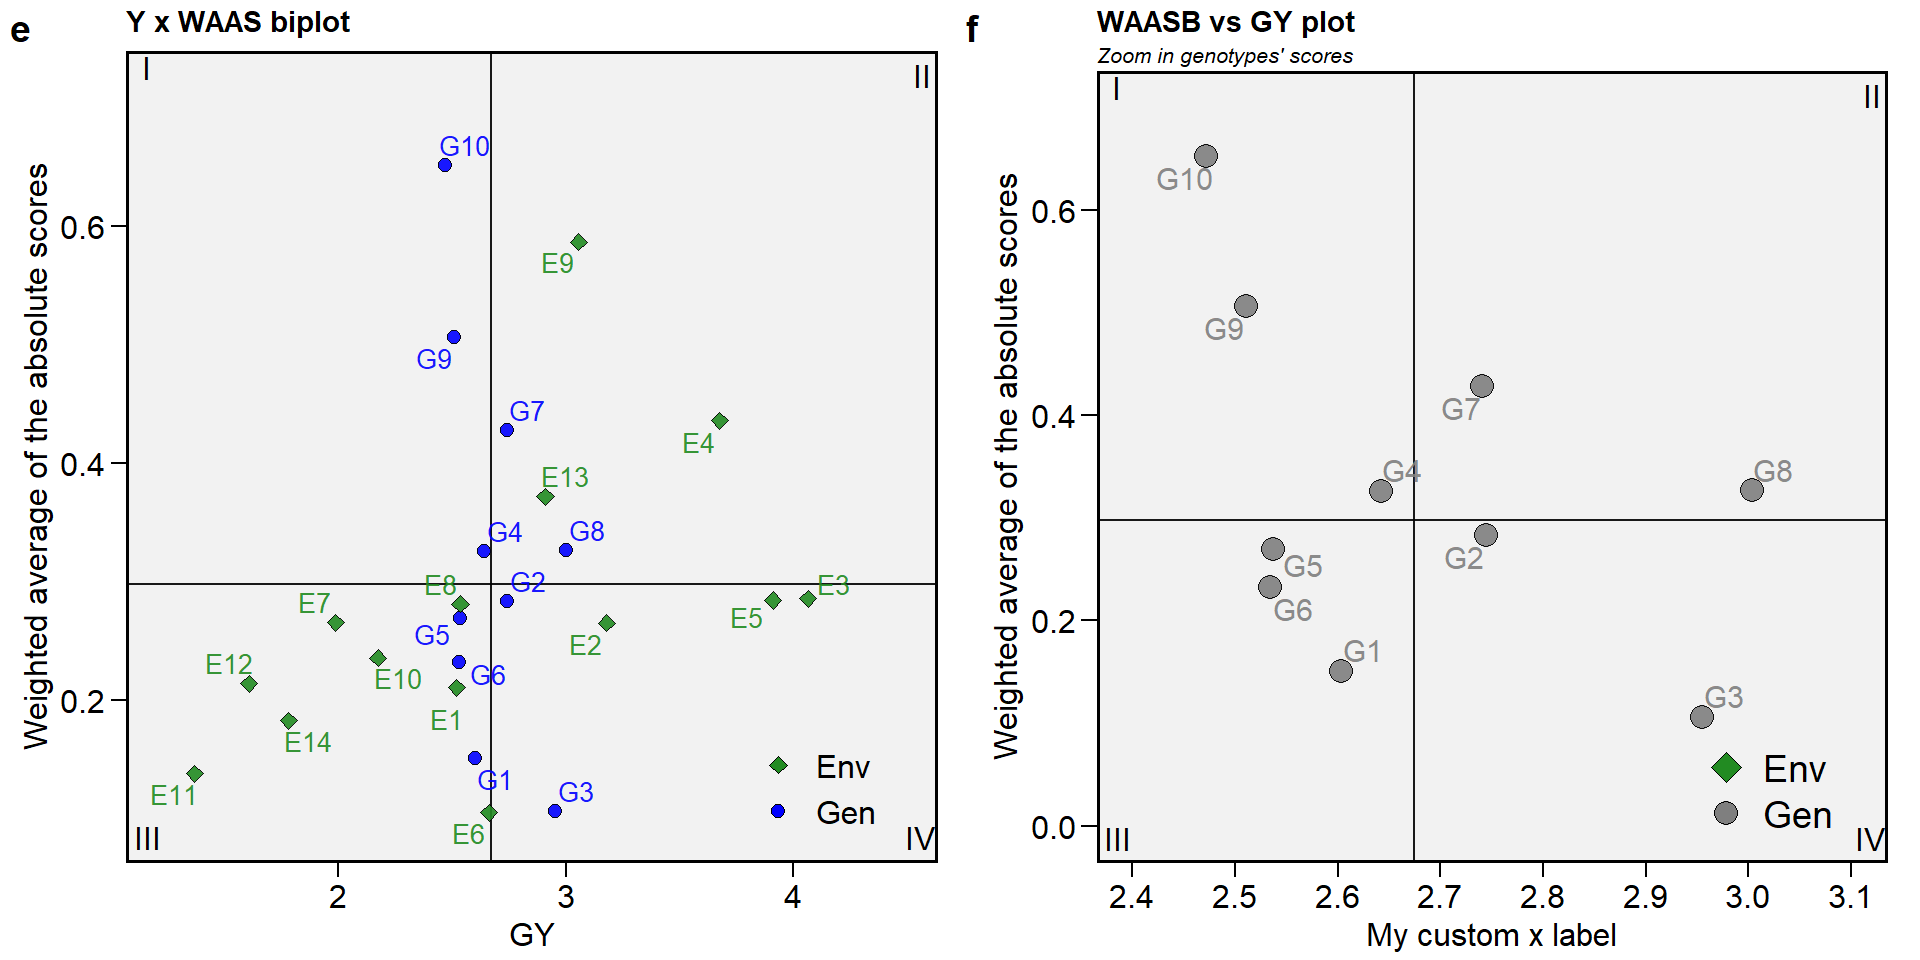 e
Y x WAAS biplot
I
II
G10
E9
G9
G7
E4
E13
G4
G8
E8
G2
E3
E7
E5
G5
E2
E12
E10
G6
E1
E14
G1
G3
E11
E6
Env
Gen
III
IV
0.6
0.4
0.2
Weighted average of the absolute scores
2
3
4
GY
f
WAASB vs GY plot
Zoom in genotypes' scores
I
II
G10
G9
G7
G4
G8
G2
G5
G6
G1
G3
Env
Gen
III
IV
0.6
0.4
0.2
0.0
Weighted average of the absolute scores
2.4
2.5
2.6
2.7
2.8
2.9
3.0
3.1
My custom x label